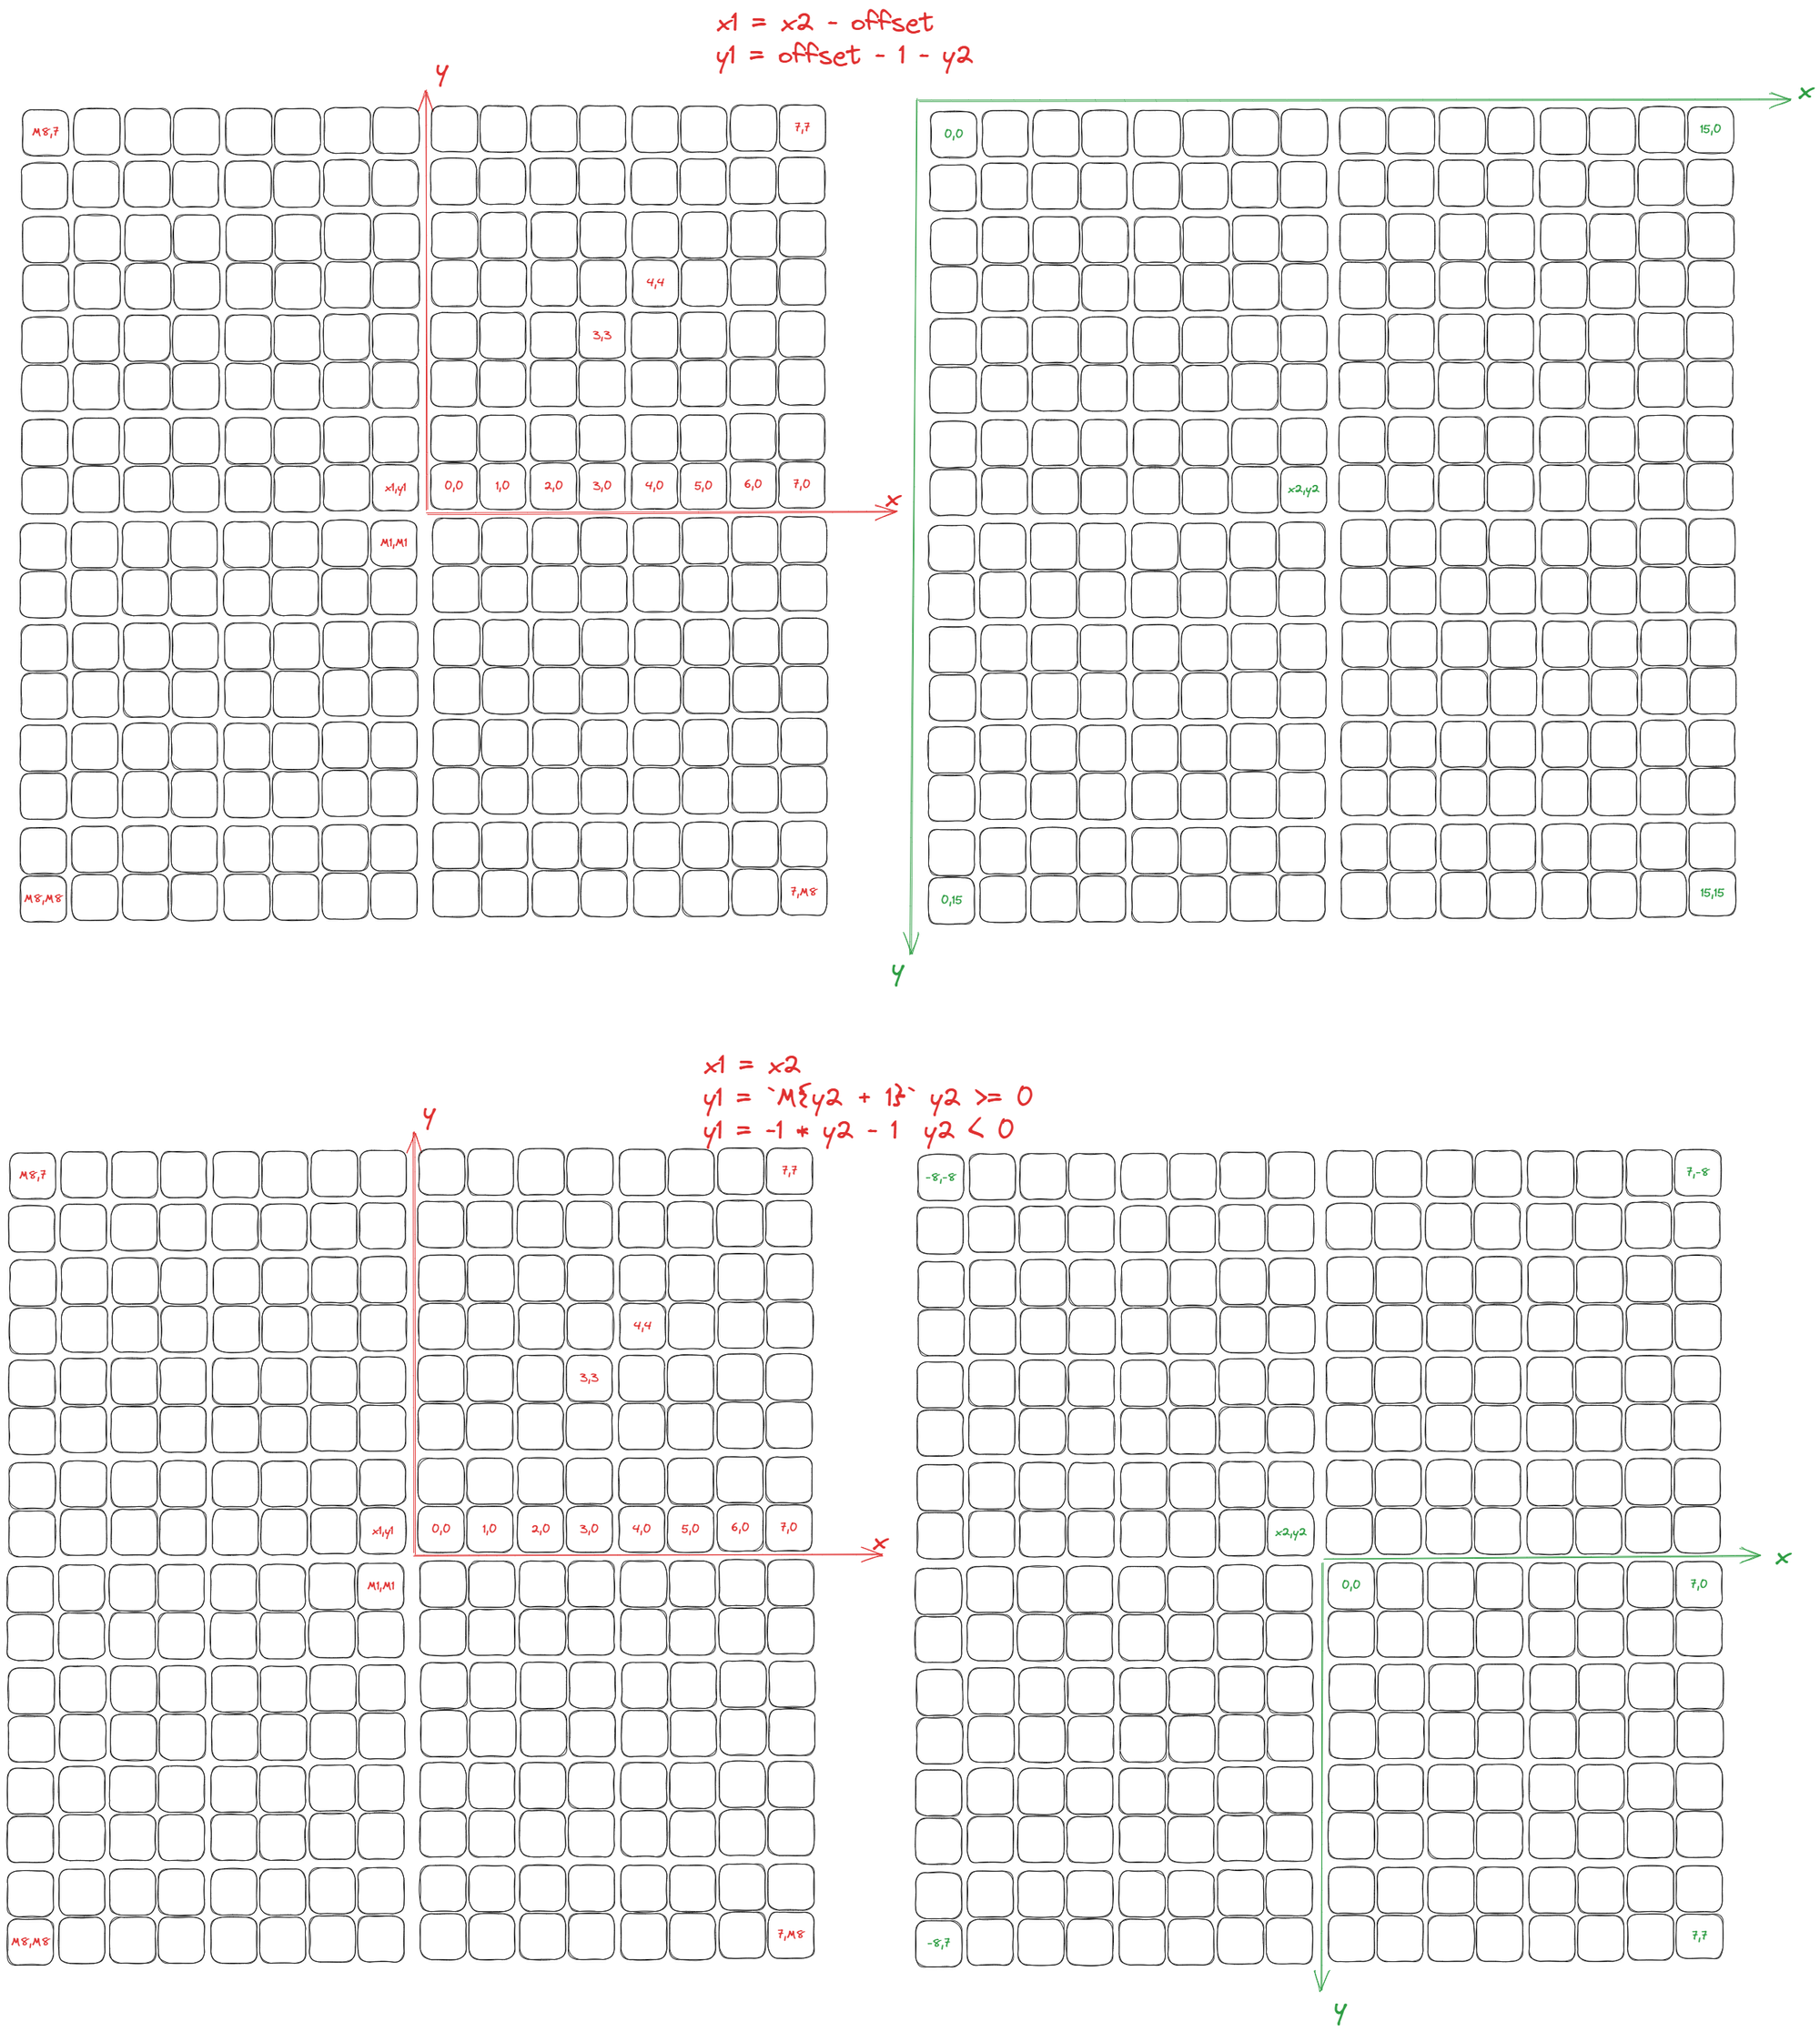 x1 = x2 - offset
y1 = offset - 1 - y2
y
x
M8,7
7,7
0,0
15,0
4,4
3,3
x1,y1
0,0
1,0
2,0
3,0
4,0
5,0
6,0
7,0
x
x2,y2
M1,M1
M8,M8
7,M8
0,15
15,15
y
x1 = x2
y1 = `M{y2 + 1}` y2 >= 0
y1 = -1 * y2 - 1 y2 < 0
y
M8,7
7,7
-8,-8
7,-8
4,4
3,3
x1,y1
0,0
1,0
2,0
3,0
4,0
5,0
6,0
7,0
x2,y2
x
x
M1,M1
0,0
7,0
M8,M8
7,M8
-8,7
7,7
y